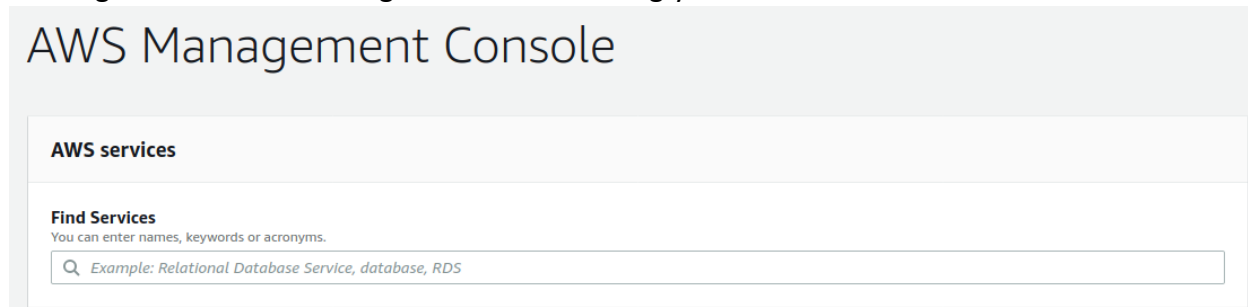 AWS Management Console
AWS services
Find Services
You can enter names, keywords or acronyms.
Example: Relational Database Service, database, RDS